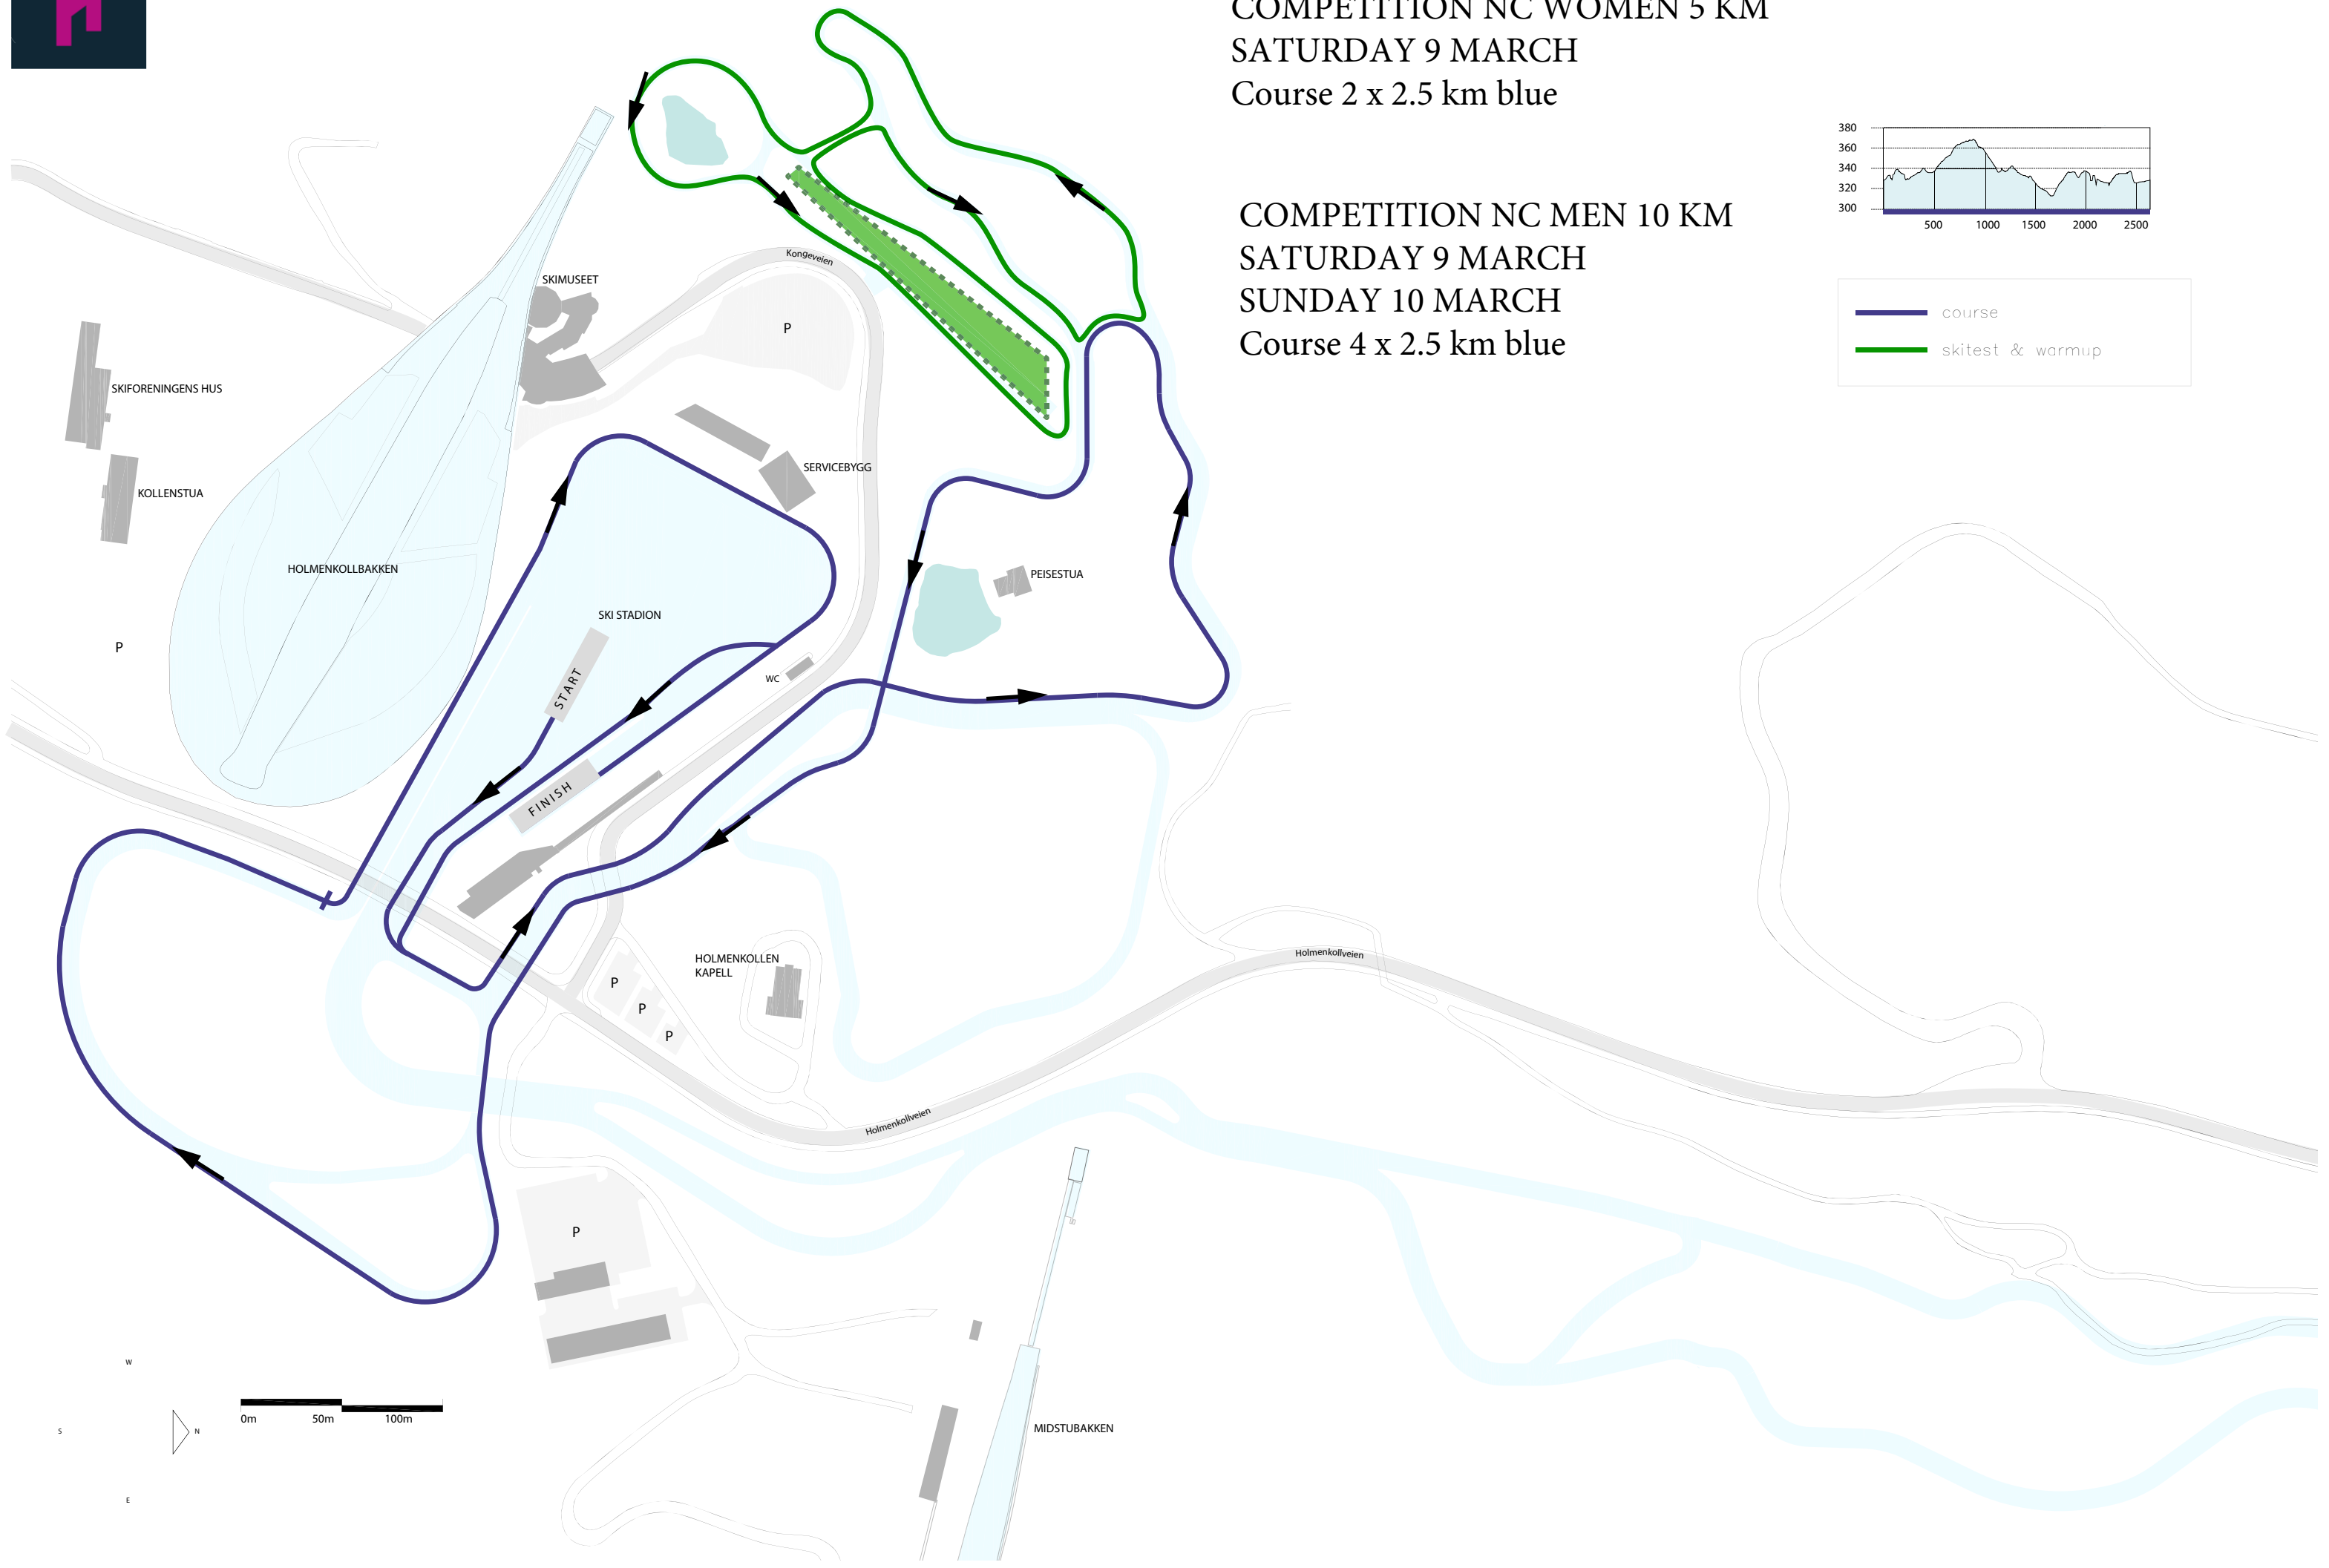 COMPETITION NC WOMEN 5 KM
SATURDAY 9 MARCH
Course 2 x 2.5 km blue
COMPETITION NC MEN 10 KM
SATURDAY 9 MARCH
SUNDAY 10 MARCH
Course 4 x 2.5 km blue
380
360
340
320
300
500 1000 1500 2000 2500
course
skitest & warmup
Kongeveien
SKIMUSEET
P
SKIFORENINGENS HUS
SERVICEBYGG
KOLLENSTUA
HOLMENKOLLBAKKEN
PEISESTUA
SKI STADION
P
WC
START
FINISH
HOLMENKOLLEN
KAPELL
Holmenkollveien
P
P
P
Holmenkollveien
P
W
S
N
E
0m 50m 100m
MIDSTUBAKKEN